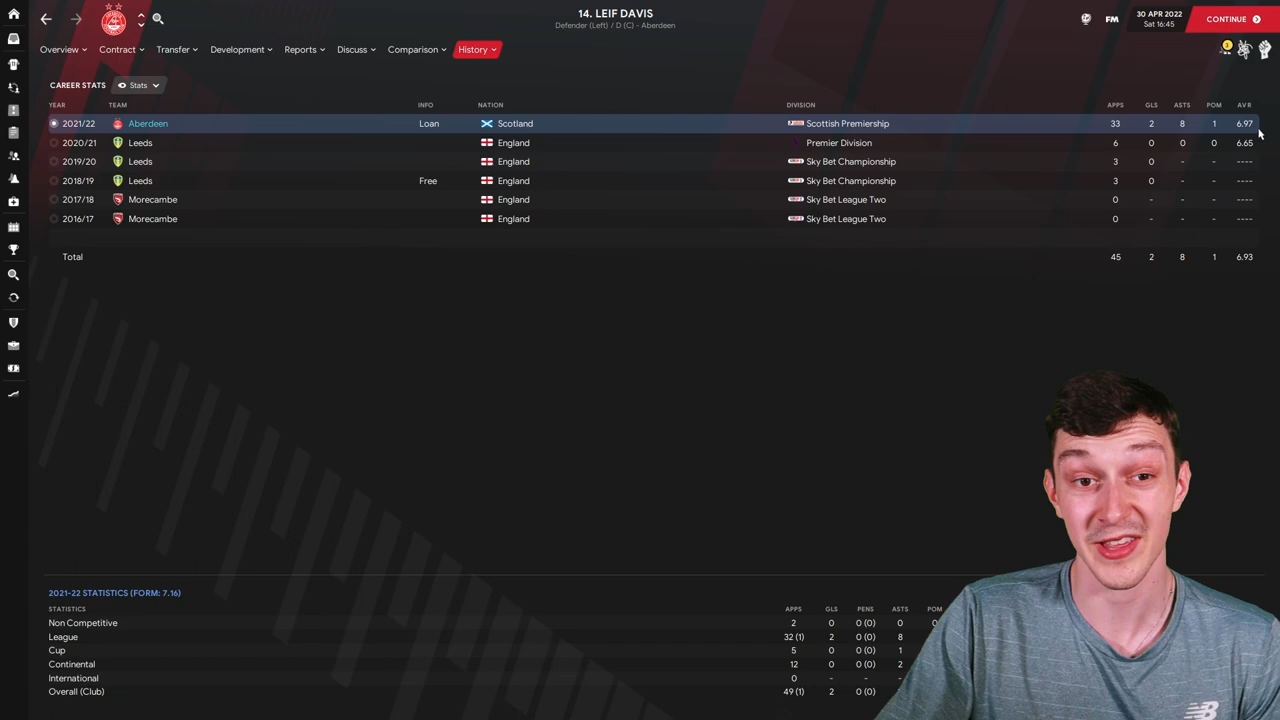 14. LEIF DAVIS
Defender (Left) / D (C) - Aberdeen
FM
30 APR 2022
Sat 16:45
CONTINUE
Overview Contract Transfer Development Reports Discuss Comparison History
CAREER STATS Stats
YEAR TEAM INFO NATION DIVISION APPS GLS ASTS POM AVR
2021/22 Aberdeen Loan Scotland Scottish Premiership 33 2 8 1 6.97
2020/21 Leeds England Premier Division 6 0 0 0 6.65
2019/20 Leeds England Sky Bet Championship 3 0 - - ----
2018/19 Leeds Free England Sky Bet Championship 3 0 - - ----
2017/18 Morecambe England Sky Bet League Two 0 - - - ----
2016/17 Morecambe England Sky Bet League Two 0 - - - ----
Total 45 2 8 1 6.93
2021-22 STATISTICS (FORM: 7.16)
STATISTICS APPS GLS PENS ASTS POM
Non Competitive 2 0 0 (0) 0 0
League 32 (1) 2 0 (0) 8
Cup 5 0 0 (0) 1
Continental 12 0 0 (0) 2
International 0 - - -
Overall (Club) 49 (1) 2 0 (0)
NB